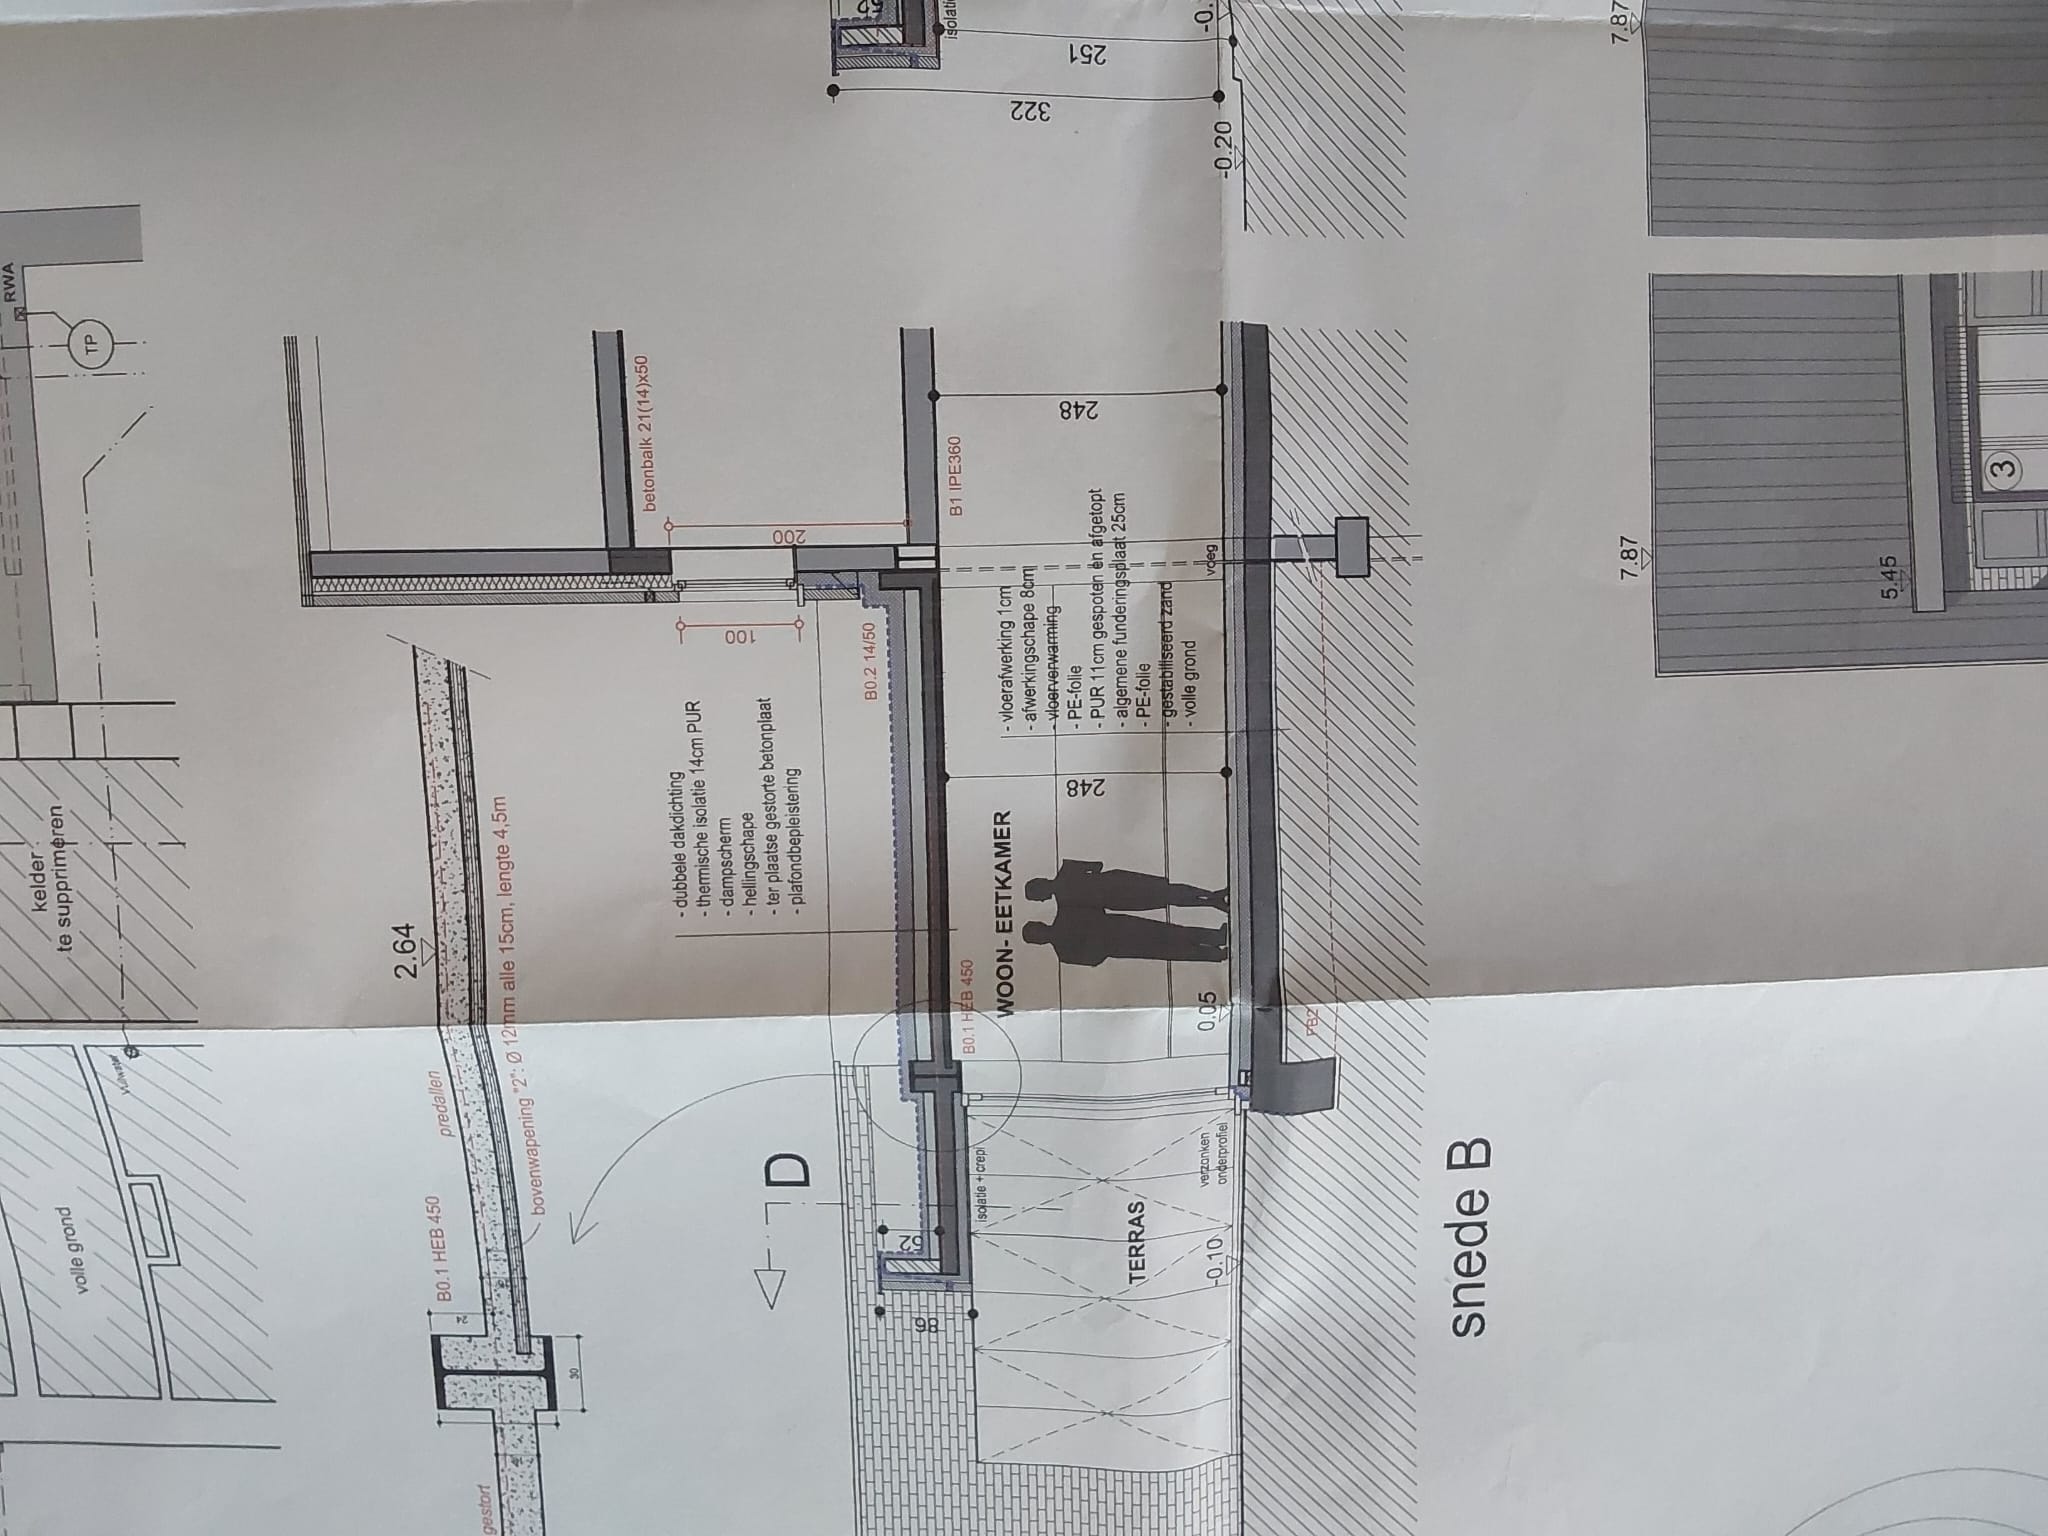 RWA
TP
kelder
te supprimeren
volle grond
Vuilwater
2.64
predallen
B0.1 HEB 450
bovenwapening "2": Ø 12mm alle 15cm, lengte 4,5m
24
30
gestort
betonbalk 21(14)x50
200
100
- dubbele dakdichting
- thermische isolatie 14cm PUR
- dampscherm
- hellingschape
- ter plaatse gestorte betonplaat
- plafondbepleistering
B0.2 14/50
B1 IPE360
248
- vloerafwerking 1cm
- afwerkingschape 8cm
- vloerverwarming
- PE-folie
- PUR 11cm gespoten en afgetopt
- algemene funderingsplaat 25cm
- PE-folie
- gestabiliseerd zand
- volle grond
voeg
248
WOON- EETKAMER
B0.1 HEB 450
0.05
D
isolatie + crepi
verzonken
onderprofiel
TERRAS
-0.10
86
snede B
251
322
-0.20
7.87
7.87
5.45
3